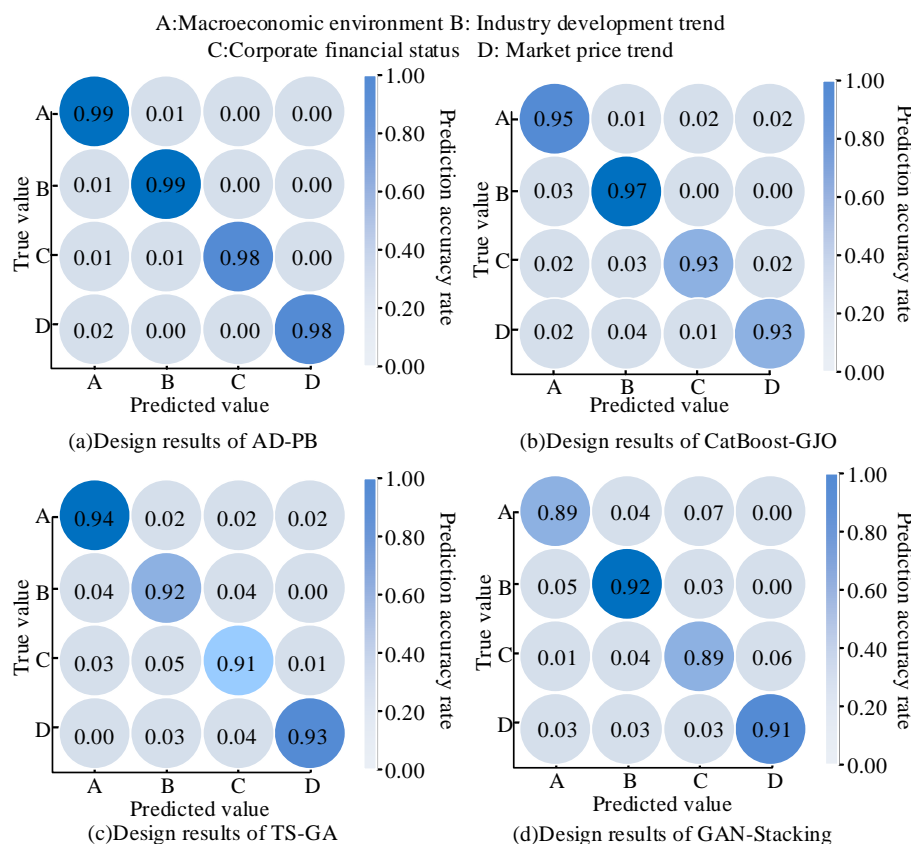 A:Macroeconomic environment B: Industry development trend
C:Corporate financial status D: Market price trend
A 0.99 0.01 0.00 0.00
B 0.01 0.99 0.00 0.00
C 0.01 0.01 0.98 0.00
D 0.02 0.00 0.00 0.98
A B C D
True value
Predicted value
1.00
0.80
0.60
0.40
0.20
0.00
Prediction accuracy rate
(a)Design results of AD-PB
A 0.95 0.01 0.02 0.02
B 0.03 0.97 0.00 0.00
C 0.02 0.03 0.93 0.02
D 0.02 0.04 0.01 0.93
A B C D
True value
Predicted value
1.00
0.80
0.60
0.40
0.20
0.00
Prediction accuracy rate
(b)Design results of CatBoost-GJO
A 0.94 0.02 0.02 0.02
B 0.04 0.92 0.04 0.00
C 0.03 0.05 0.91 0.01
D 0.00 0.03 0.04 0.93
A B C D
True value
Predicted value
1.00
0.80
0.60
0.40
0.20
0.00
Prediction accuracy rate
(c)Design results of TS-GA
A 0.89 0.04 0.07 0.00
B 0.05 0.92 0.03 0.00
C 0.01 0.04 0.89 0.06
D 0.03 0.03 0.03 0.91
A B C D
True value
Predicted value
1.00
0.80
0.60
0.40
0.20
0.00
Prediction accuracy rate
(d)Design results of GAN-Stacking